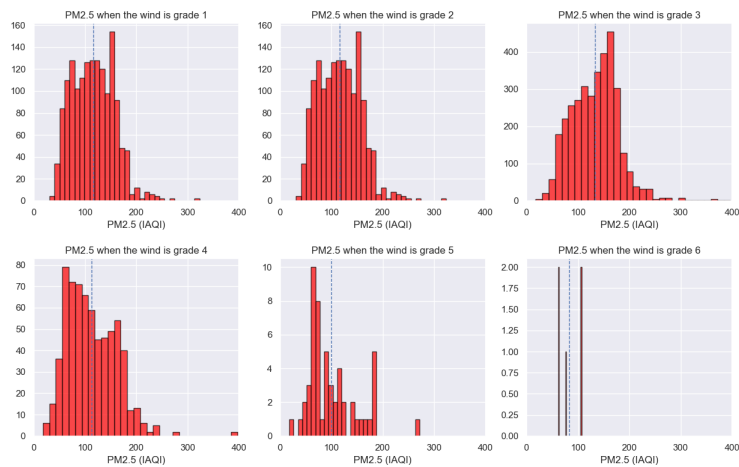 PM2.5 when the wind is grade 1
160
140
120
100
80
60
40
20
0
0 100 200 300 400
PM2.5 (IAQI)
PM2.5 when the wind is grade 2
160
140
120
100
80
60
40
20
0
0 100 200 300 400
PM2.5 (IAQI)
PM2.5 when the wind is grade 3
400
300
200
100
0
0 100 200 300 400
PM2.5 (IAQI)
PM2.5 when the wind is grade 4
80
70
60
50
40
30
20
10
0
0 100 200 300 400
PM2.5 (IAQI)
PM2.5 when the wind is grade 5
10
8
6
4
2
0
0 100 200 300 400
PM2.5 (IAQI)
PM2.5 when the wind is grade 6
2.00
1.75
1.50
1.25
1.00
0.75
0.50
0.25
0.00
0 100 200 300 400
PM2.5 (IAQI)